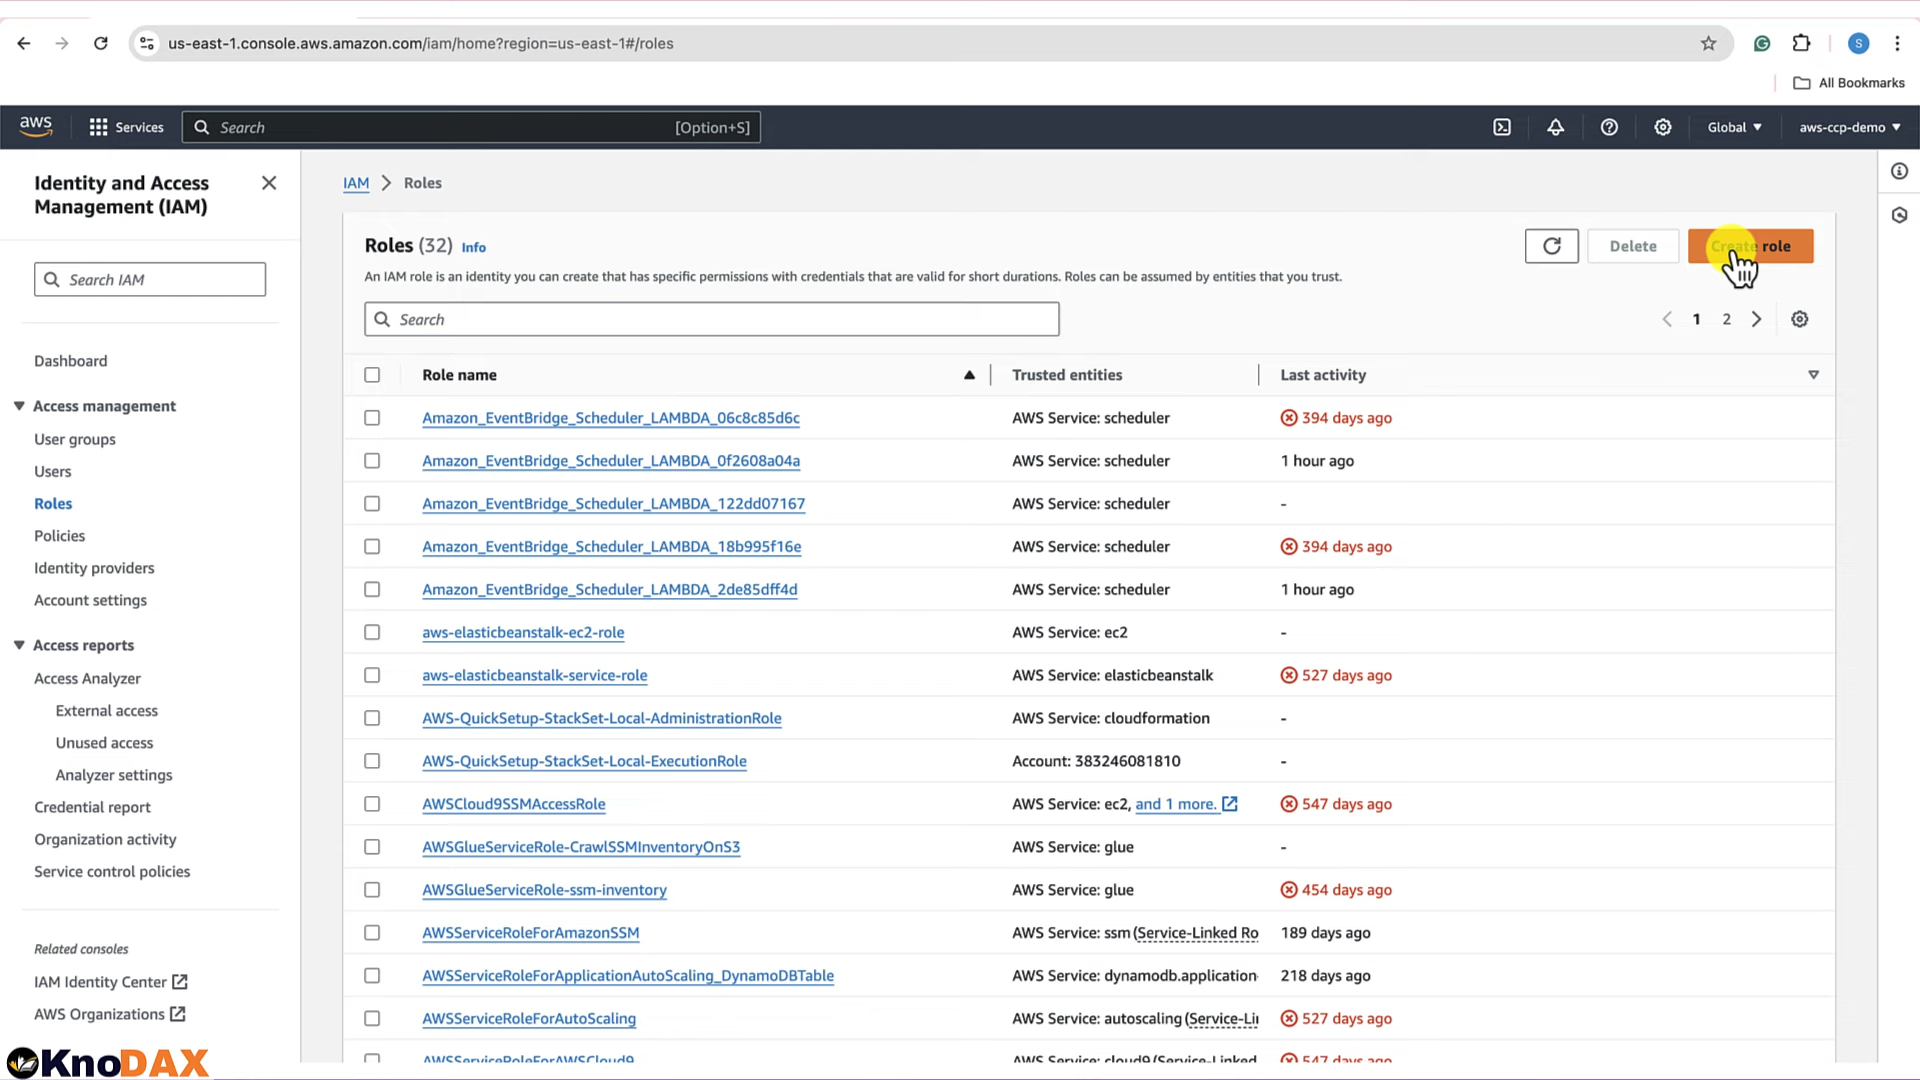 us-east-1.console.aws.amazon.com/iam/home?region=us-east-1#/roles
S
All Bookmarks
aws
Services
Search
[Option+S]
Global
aws-ccp-demo
Identity and Access
Management (IAM)
Search IAM
Dashboard
Access management
User groups
Users
Roles
Policies
Identity providers
Account settings
Access reports
Access Analyzer
External access
Unused access
Analyzer settings
Credential report
Organization activity
Service control policies
Related consoles
IAM Identity Center
AWS Organizations
KnoDAX
IAM > Roles
Roles (32) Info
Delete
Create role
An IAM role is an identity you can create that has specific permissions with credentials that are valid for short durations. Roles can be assumed by entities that you trust.
Search
1 2
Role name Trusted entities Last activity
Amazon_EventBridge_Scheduler_LAMBDA_06c8c85d6c AWS Service: scheduler 394 days ago
Amazon_EventBridge_Scheduler_LAMBDA_0f2608a04a AWS Service: scheduler 1 hour ago
Amazon_EventBridge_Scheduler_LAMBDA_122dd07167 AWS Service: scheduler -
Amazon_EventBridge_Scheduler_LAMBDA_18b995f16e AWS Service: scheduler 394 days ago
Amazon_EventBridge_Scheduler_LAMBDA_2de85dff4d AWS Service: scheduler 1 hour ago
aws-elasticbeanstalk-ec2-role AWS Service: ec2 -
aws-elasticbeanstalk-service-role AWS Service: elasticbeanstalk 527 days ago
AWS-QuickSetup-StackSet-Local-AdministrationRole AWS Service: cloudformation -
AWS-QuickSetup-StackSet-Local-ExecutionRole Account: 383246081810 -
AWSCloud9SSMAccessRole AWS Service: ec2, and 1 more. 547 days ago
AWSGlueServiceRole-CrawlSSMInventoryOnS3 AWS Service: glue -
AWSGlueServiceRole-ssm-inventory AWS Service: glue 454 days ago
AWSServiceRoleForAmazonSSM AWS Service: ssm (Service-Linked Ro 189 days ago
AWSServiceRoleForApplicationAutoScaling_DynamoDBTable AWS Service: dynamodb.application 218 days ago
AWSServiceRoleForAutoScaling AWS Service: autoscaling (Service-Li 527 days ago
AWSServiceRoleForAWSCloud9 AWS Service: cloud9 (Service-Linked 547 days ago